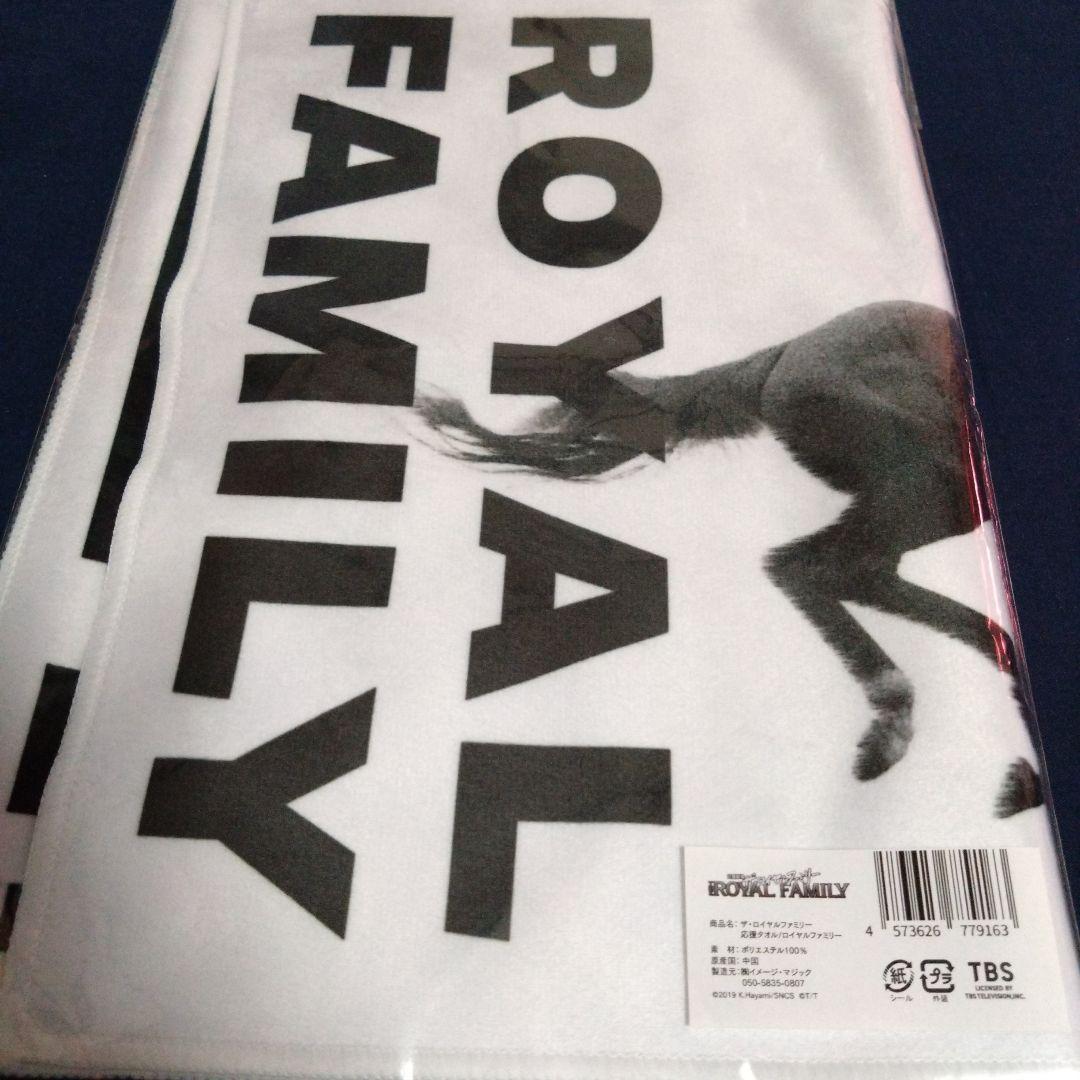 ROYAL
FAMILY
ROYAL FAMILY
商品名: ザ・ロイヤルファミリー
応援タオル/ロイヤルファミリー
素 材: ポリエステル100%
原産国: 中国
製造元: ㈱イメージ・マジック
050-5835-0807
©2019 K.Hayami/SNCS ©T/T
4 573626 779163
紙
シール
プラ
外装
TBS
LICENSED BY
TBS TELEVISION,INC.